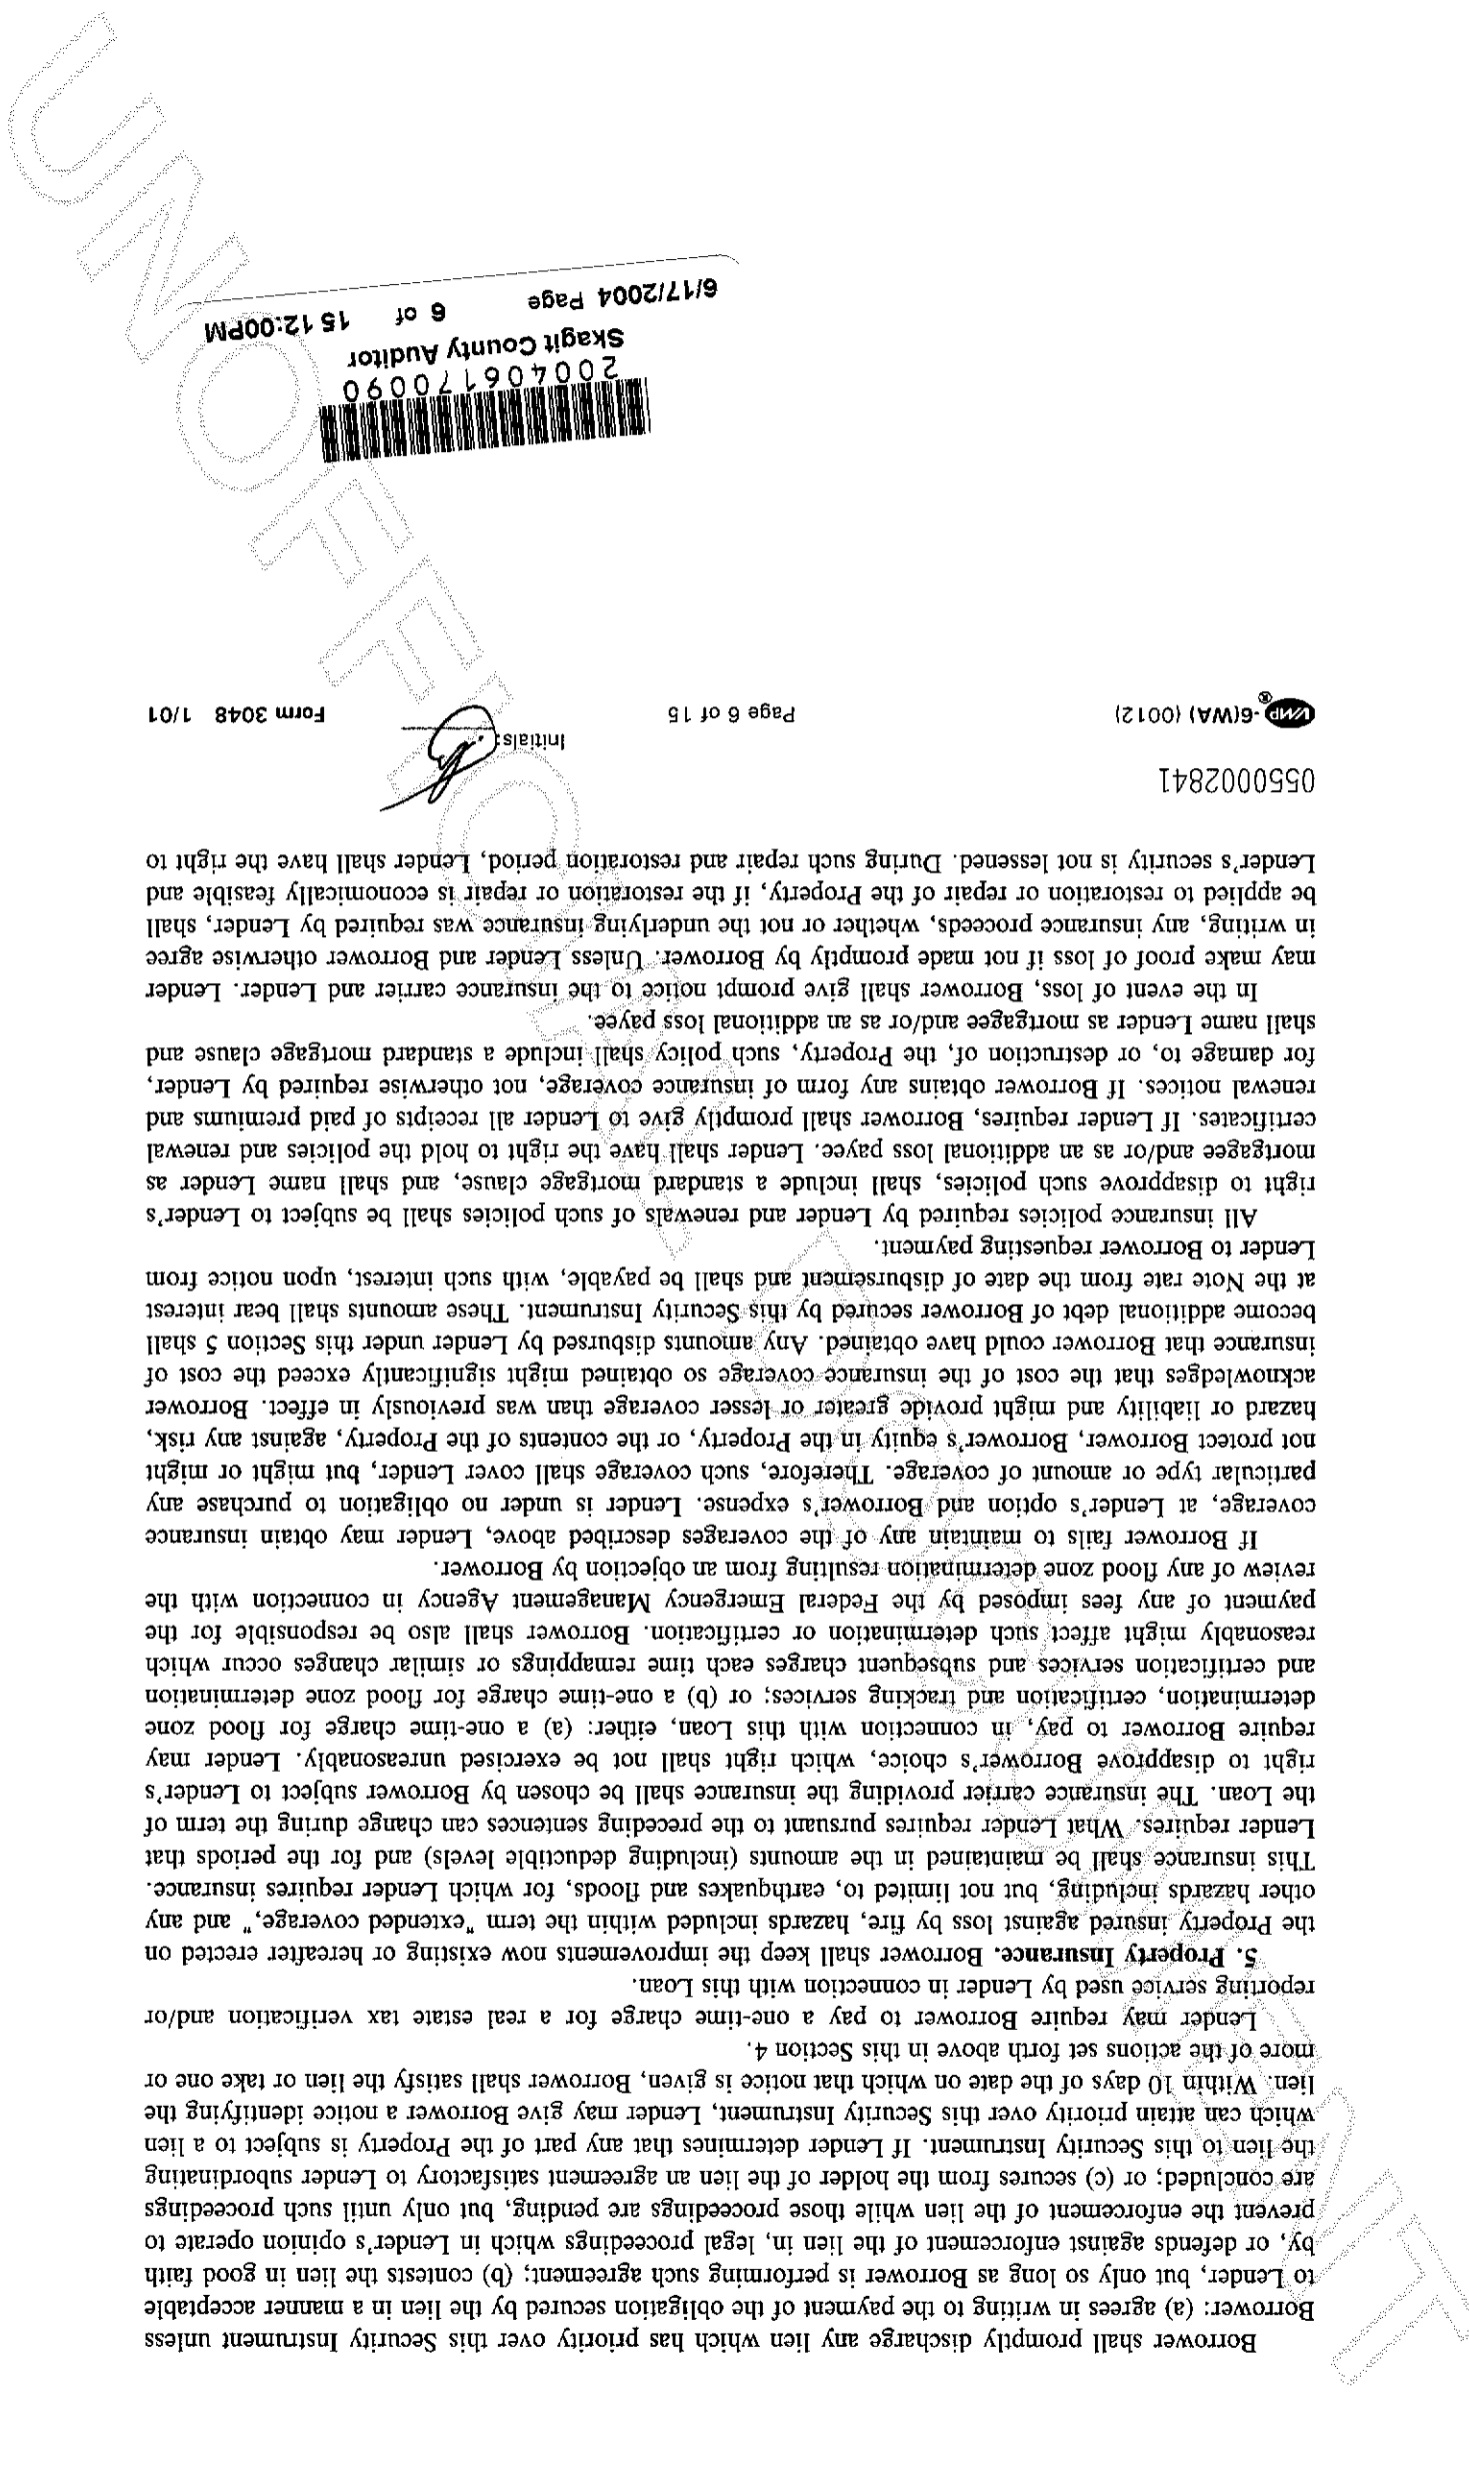 Borrower shall promptly discharge any lien which has priority over this Security Instrument unless
Borrower: (a) agrees in writing to the payment of the obligation secured by the lien in a manner acceptable
to Lender, but only so long as Borrower is performing such agreement; (b) contests the lien in good faith
by, or defends against enforcement of the lien in, legal proceedings which in Lender's opinion operate to
prevent the enforcement of the lien while those proceedings are pending, but only until such proceedings
are concluded; or (c) secures from the holder of the lien an agreement satisfactory to Lender subordinating
the lien to this Security Instrument. If Lender determines that any part of the Property is subject to a lien
which can attain priority over this Security Instrument, Lender may give Borrower a notice identifying the
lien. Within 10 days of the date on which that notice is given, Borrower shall satisfy the lien or take one or
more of the actions set forth above in this Section 4.
Lender may require Borrower to pay a one-time charge for a real estate tax verification and/or
reporting service used by Lender in connection with this Loan.
5. Property Insurance. Borrower shall keep the improvements now existing or hereafter erected on
the Property insured against loss by fire, hazards included within the term "extended coverage," and any
other hazards including, but not limited to, earthquakes and floods, for which Lender requires insurance.
This insurance shall be maintained in the amounts (including deductible levels) and for the periods that
Lender requires. What Lender requires pursuant to the preceding sentences can change during the term of
the Loan. The insurance carrier providing the insurance shall be chosen by Borrower subject to Lender's
right to disapprove Borrower's choice, which right shall not be exercised unreasonably. Lender may
require Borrower to pay, in connection with this Loan, either: (a) a one-time charge for flood zone
determination, certification and tracking services; or (b) a one-time charge for flood zone determination
and certification services and subsequent charges each time remappings or similar changes occur which
reasonably might affect such determination or certification. Borrower shall also be responsible for the
payment of any fees imposed by the Federal Emergency Management Agency in connection with the
review of any flood zone determination resulting from an objection by Borrower.
If Borrower fails to maintain any of the coverages described above, Lender may obtain insurance
coverage, at Lender's option and Borrower's expense. Lender is under no obligation to purchase any
particular type or amount of coverage. Therefore, such coverage shall cover Lender, but might or might
not protect Borrower, Borrower's equity in the Property, or the contents of the Property, against any risk,
hazard or liability and might provide greater or lesser coverage than was previously in effect. Borrower
acknowledges that the cost of the insurance coverage so obtained might significantly exceed the cost of
insurance that Borrower could have obtained. Any amounts disbursed by Lender under this Section 5 shall
become additional debt of Borrower secured by this Security Instrument. These amounts shall bear interest
at the Note rate from the date of disbursement and shall be payable, with such interest, upon notice from
Lender to Borrower requesting payment.
All insurance policies required by Lender and renewals of such policies shall be subject to Lender's
right to disapprove such policies, shall include a standard mortgage clause, and shall name Lender as
mortgagee and/or as an additional loss payee. Lender shall have the right to hold the policies and renewal
certificates. If Lender requires, Borrower shall promptly give to Lender all receipts of paid premiums and
renewal notices. If Borrower obtains any form of insurance coverage, not otherwise required by Lender,
for damage to, or destruction of, the Property, such policy shall include a standard mortgage clause and
shall name Lender as mortgagee and/or as an additional loss payee.
In the event of loss, Borrower shall give prompt notice to the insurance carrier and Lender. Lender
may make proof of loss if not made promptly by Borrower. Unless Lender and Borrower otherwise agree
in writing, any insurance proceeds, whether or not the underlying insurance was required by Lender, shall
be applied to restoration or repair of the Property, if the restoration or repair is economically feasible and
Lender's security is not lessened. During such repair and restoration period, Lender shall have the right to
0550002841
Initials:
VMP®-6(WA) (0012) Page 6 of 15 Form 3048 1/01
200406170090
Skagit County Auditor
6/17/2004 Page 6 of 15 12:00PM
UNOFFICIAL DOCUMENT